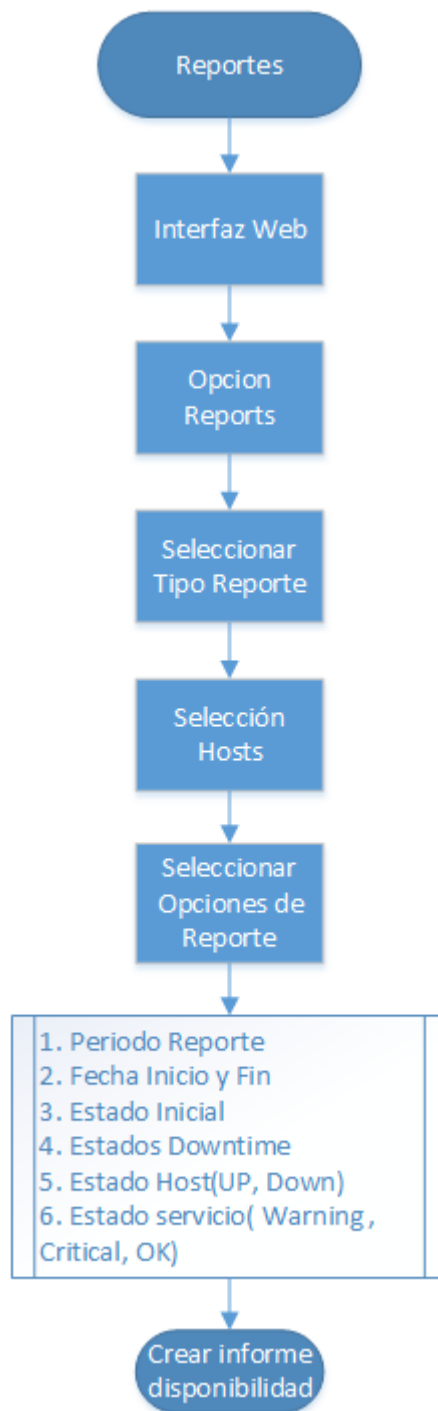 Reportes
Interfaz Web
Opcion
Reports
Seleccionar
Tipo Reporte
Selección
Hosts
Seleccionar
Opciones de
Reporte
1. Periodo Reporte
2. Fecha Inicio y Fin
3. Estado Inicial
4. Estados Downtime
5. Estado Host(UP, Down)
6. Estado servicio( Warning ,
Critical, OK)
Crear informe
disponibilidad